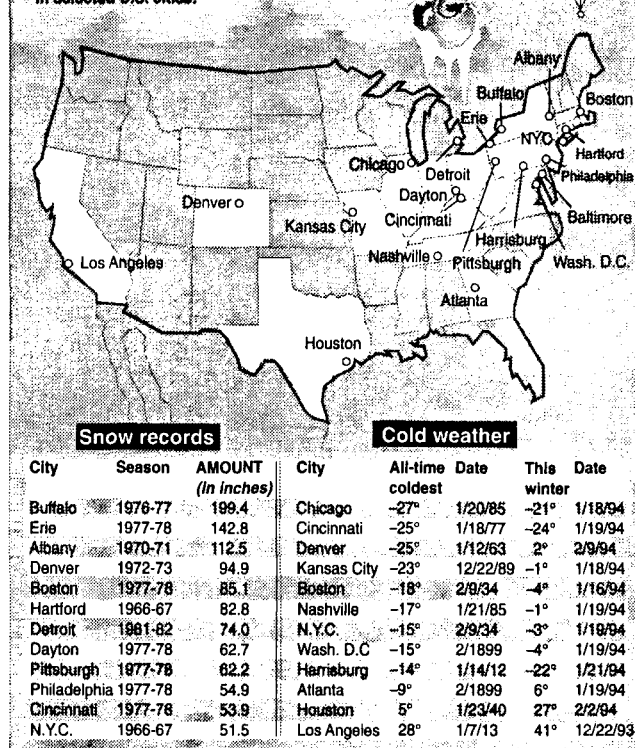 in selected U.S. cities.
Albany
Buffalo
Boston
Erie
NYC
Chicago
Detroit
Hartford
Philadelphia
Denver
Dayton
Kansas City
Cincinnati
Baltimore
Harrisburg
Los Angeles
Nashville
Pittsburgh
Wash. D.C.
Atlanta
Houston
Snow records
City Season AMOUNT
(in inches)
Buffalo 1976-77 199.4
Erie 1977-78 142.8
Albany 1970-71 112.5
Denver 1972-73 94.9
Boston 1977-78 85.1
Hartford 1966-67 82.8
Detroit 1981-82 74.0
Dayton 1977-78 62.7
Pittsburgh 1977-78 62.2
Philadelphia 1977-78 54.9
Cincinnati 1977-78 53.9
N.Y.C. 1966-67 51.5
Cold weather
City All-time coldest Date This winter Date
Chicago –27° 1/20/85 –21° 1/18/94
Cincinnati –25° 1/18/77 –24° 1/19/94
Denver –25° 1/12/63 2° 2/9/94
Kansas City –23° 12/22/89 –1° 1/18/94
Boston –18° 2/9/34 –4° 1/16/94
Nashville –17° 1/21/85 –1° 1/19/94
N.Y.C. –15° 2/9/34 –3° 1/19/94
Wash. D.C –15° 2/1899 –4° 1/19/94
Harrisburg –14° 1/14/12 –22° 1/21/94
Atlanta –9° 2/1899 6° 1/19/94
Houston 5° 1/23/40 27° 2/2/94
Los Angeles 28° 1/7/13 41° 12/22/93